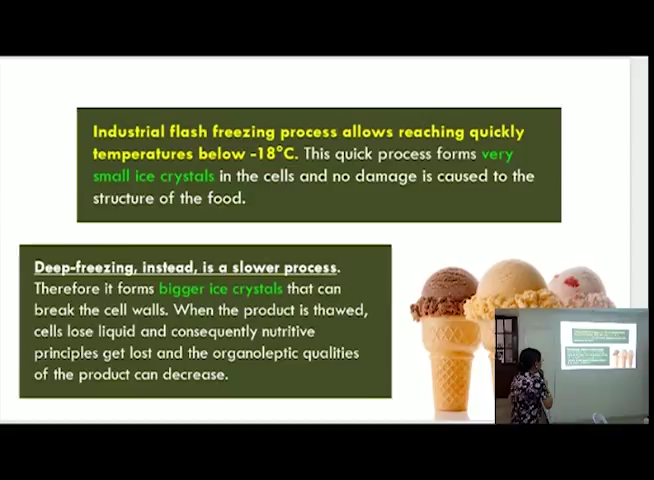 Industrial flash freezing process allows reaching quickly
temperatures below -18°C. This quick process forms very
small ice crystals in the cells and no damage is caused to the
structure of the food.
Deep-freezing, instead, is a slower process.
Therefore it forms bigger ice crystals that can
break the cell walls. When the product is thawed,
cells lose liquid and consequently nutritive
principles get lost and the organoleptic qualities
of the product can decrease.